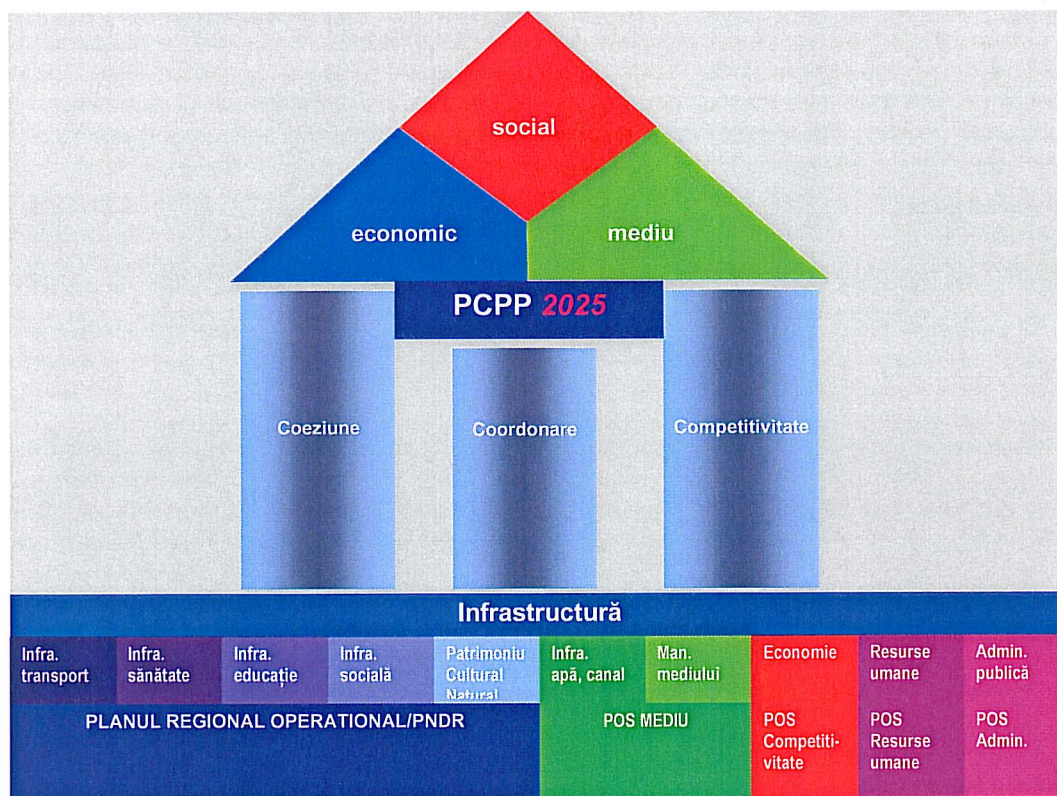 social
economic
mediu
PCPP 2025
Coeziune
Coordonare
Competitivitate
Infrastructură
Infra.
transport
Infra.
sănătate
Infra.
educație
Infra.
socială
Patrimoniu
Cultural
Natural
Infra.
apă, canal
Man.
mediului
Economie
Resurse
umane
Admin.
publică
PLANUL REGIONAL OPERATIONAL/PNDR
POS MEDIU
POS
Competiti-
vitate
POS
Resurse
umane
POS
Admin.